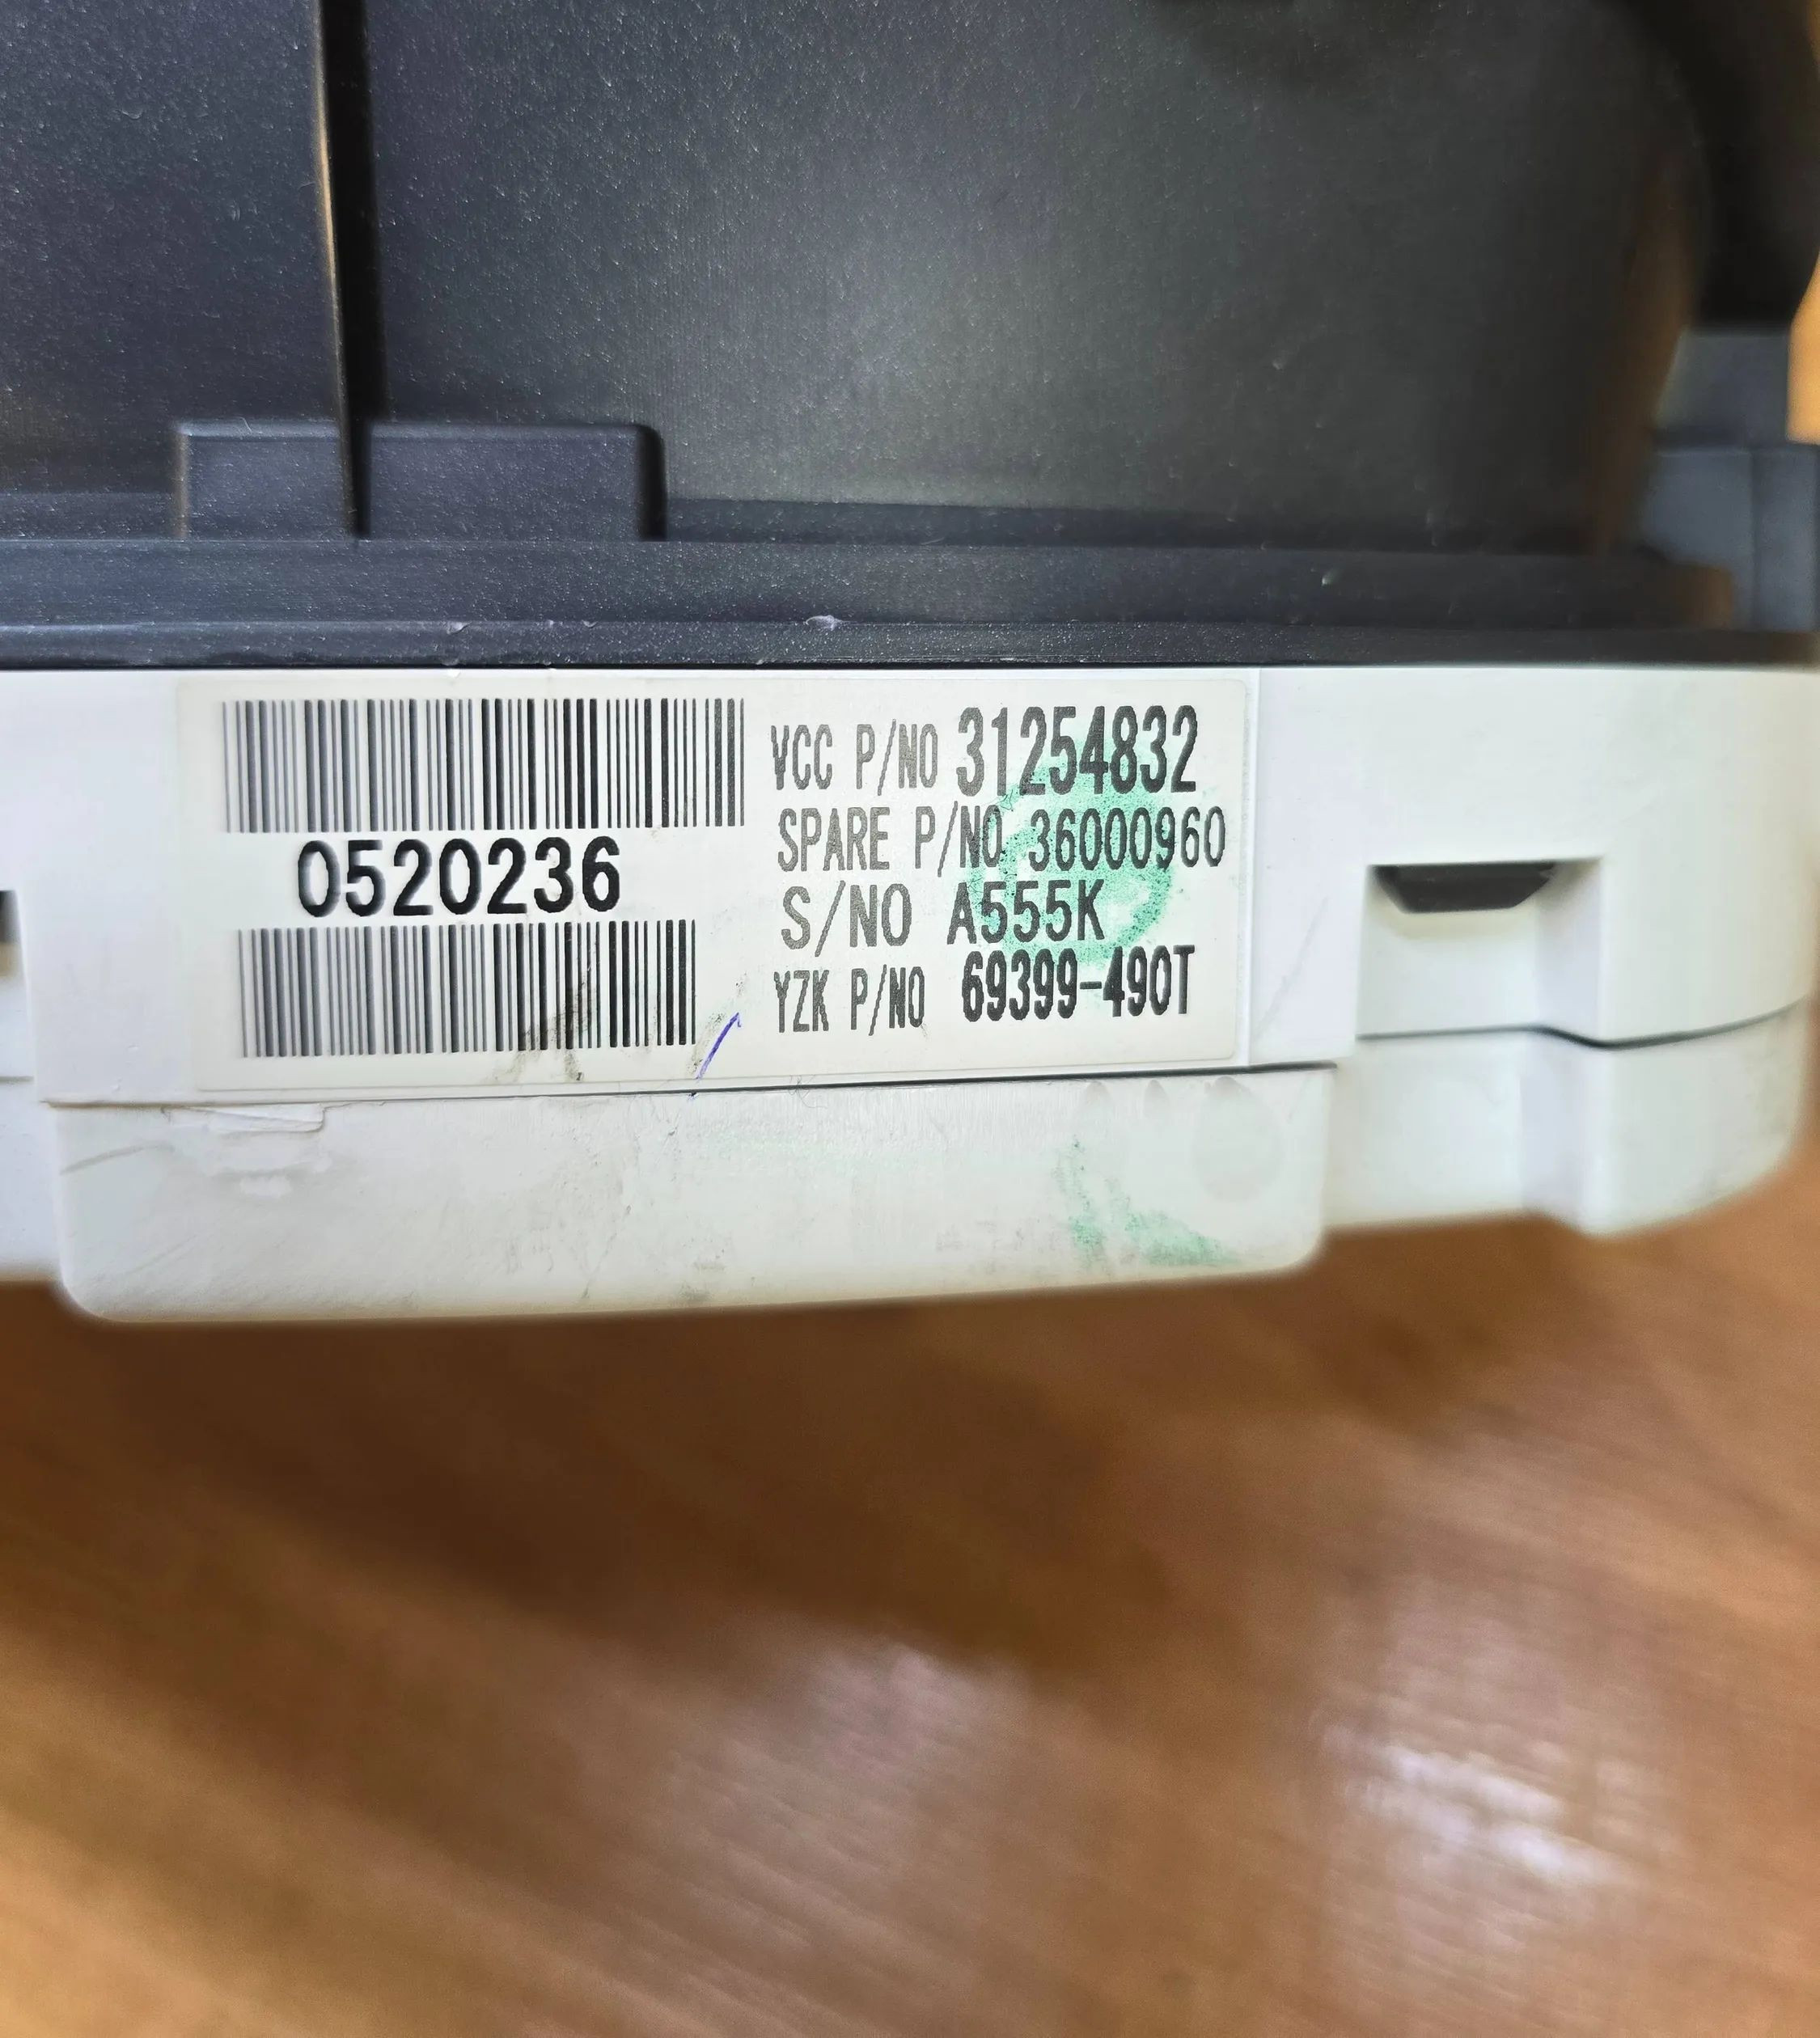 0520236
VCC P/NO 31254832
SPARE P/NO 36000960
S/NO A555K
YZK P/NO 69399-490T